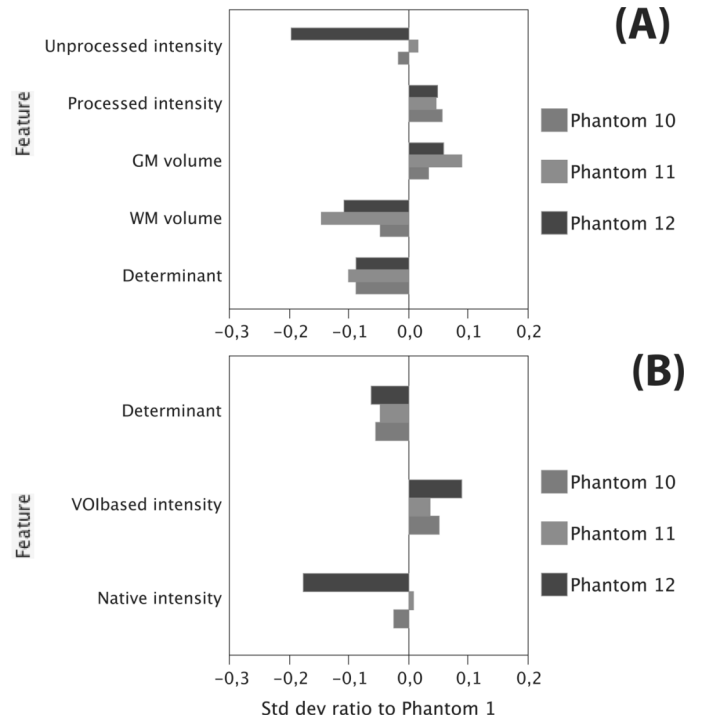 (A)
Unprocessed intensity
Processed intensity
GM volume
WM volume
Determinant
Feature
Phantom 10
Phantom 11
Phantom 12
−0,3 −0,2 −0,1 0,0 0,1 0,2
(B)
Determinant
VOIbased intensity
Native intensity
Feature
Phantom 10
Phantom 11
Phantom 12
−0,3 −0,2 −0,1 0,0 0,1 0,2
Std dev ratio to Phantom 1